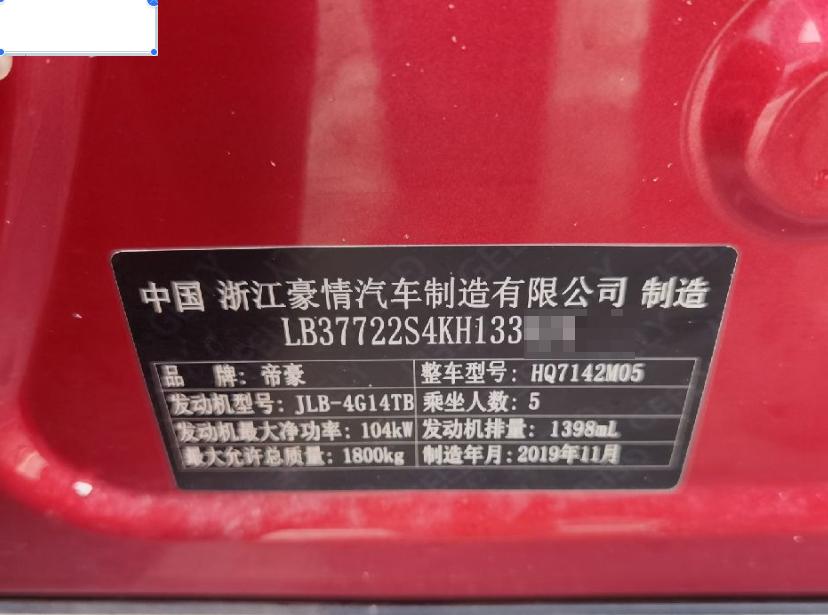 中国 浙江豪情汽车制造有限公司 制造
LB37722S4KH133
品 牌: 帝豪 整车型号: HQ7142M05
发动机型号: JLB-4G14TB 乘坐人数: 5
发动机最大净功率: 104kW 发动机排量: 1398mL
最大允许总质量: 1800kg 制造年月: 2019年11月